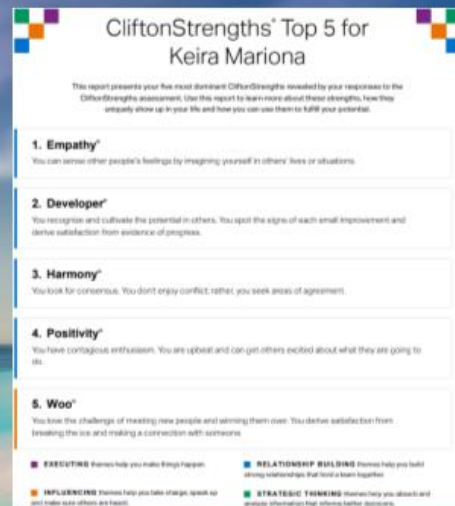 CliftonStrengths® Top 5 for
Keira Mariona
This report presents your five most dominant CliftonStrengths revealed by your responses to the
CliftonStrengths assessment. Use this report to learn more about these strengths, how they
uniquely show up in your life and how you can use them to fulfill your potential.
1. Empathy®
You can sense other people's feelings by imagining yourself in others' lives or situations.
2. Developer®
You recognize and cultivate the potential in others. You spot the signs of each small improvement and
derive satisfaction from evidence of progress.
3. Harmony®
You look for consensus. You don't enjoy conflict; rather, you seek areas of agreement.
4. Positivity®
You have contagious enthusiasm. You are upbeat and can get others excited about what they are going to
do.
5. Woo®
You love the challenge of meeting new people and winning them over. You derive satisfaction from
breaking the ice and making a connection with someone.
EXECUTING themes help you make things happen.
RELATIONSHIP BUILDING themes help you build
strong relationships that hold a team together.
INFLUENCING themes help you take charge, speak up
and make sure others are heard.
STRATEGIC THINKING themes help you absorb and
analyze information that informs better decisions.